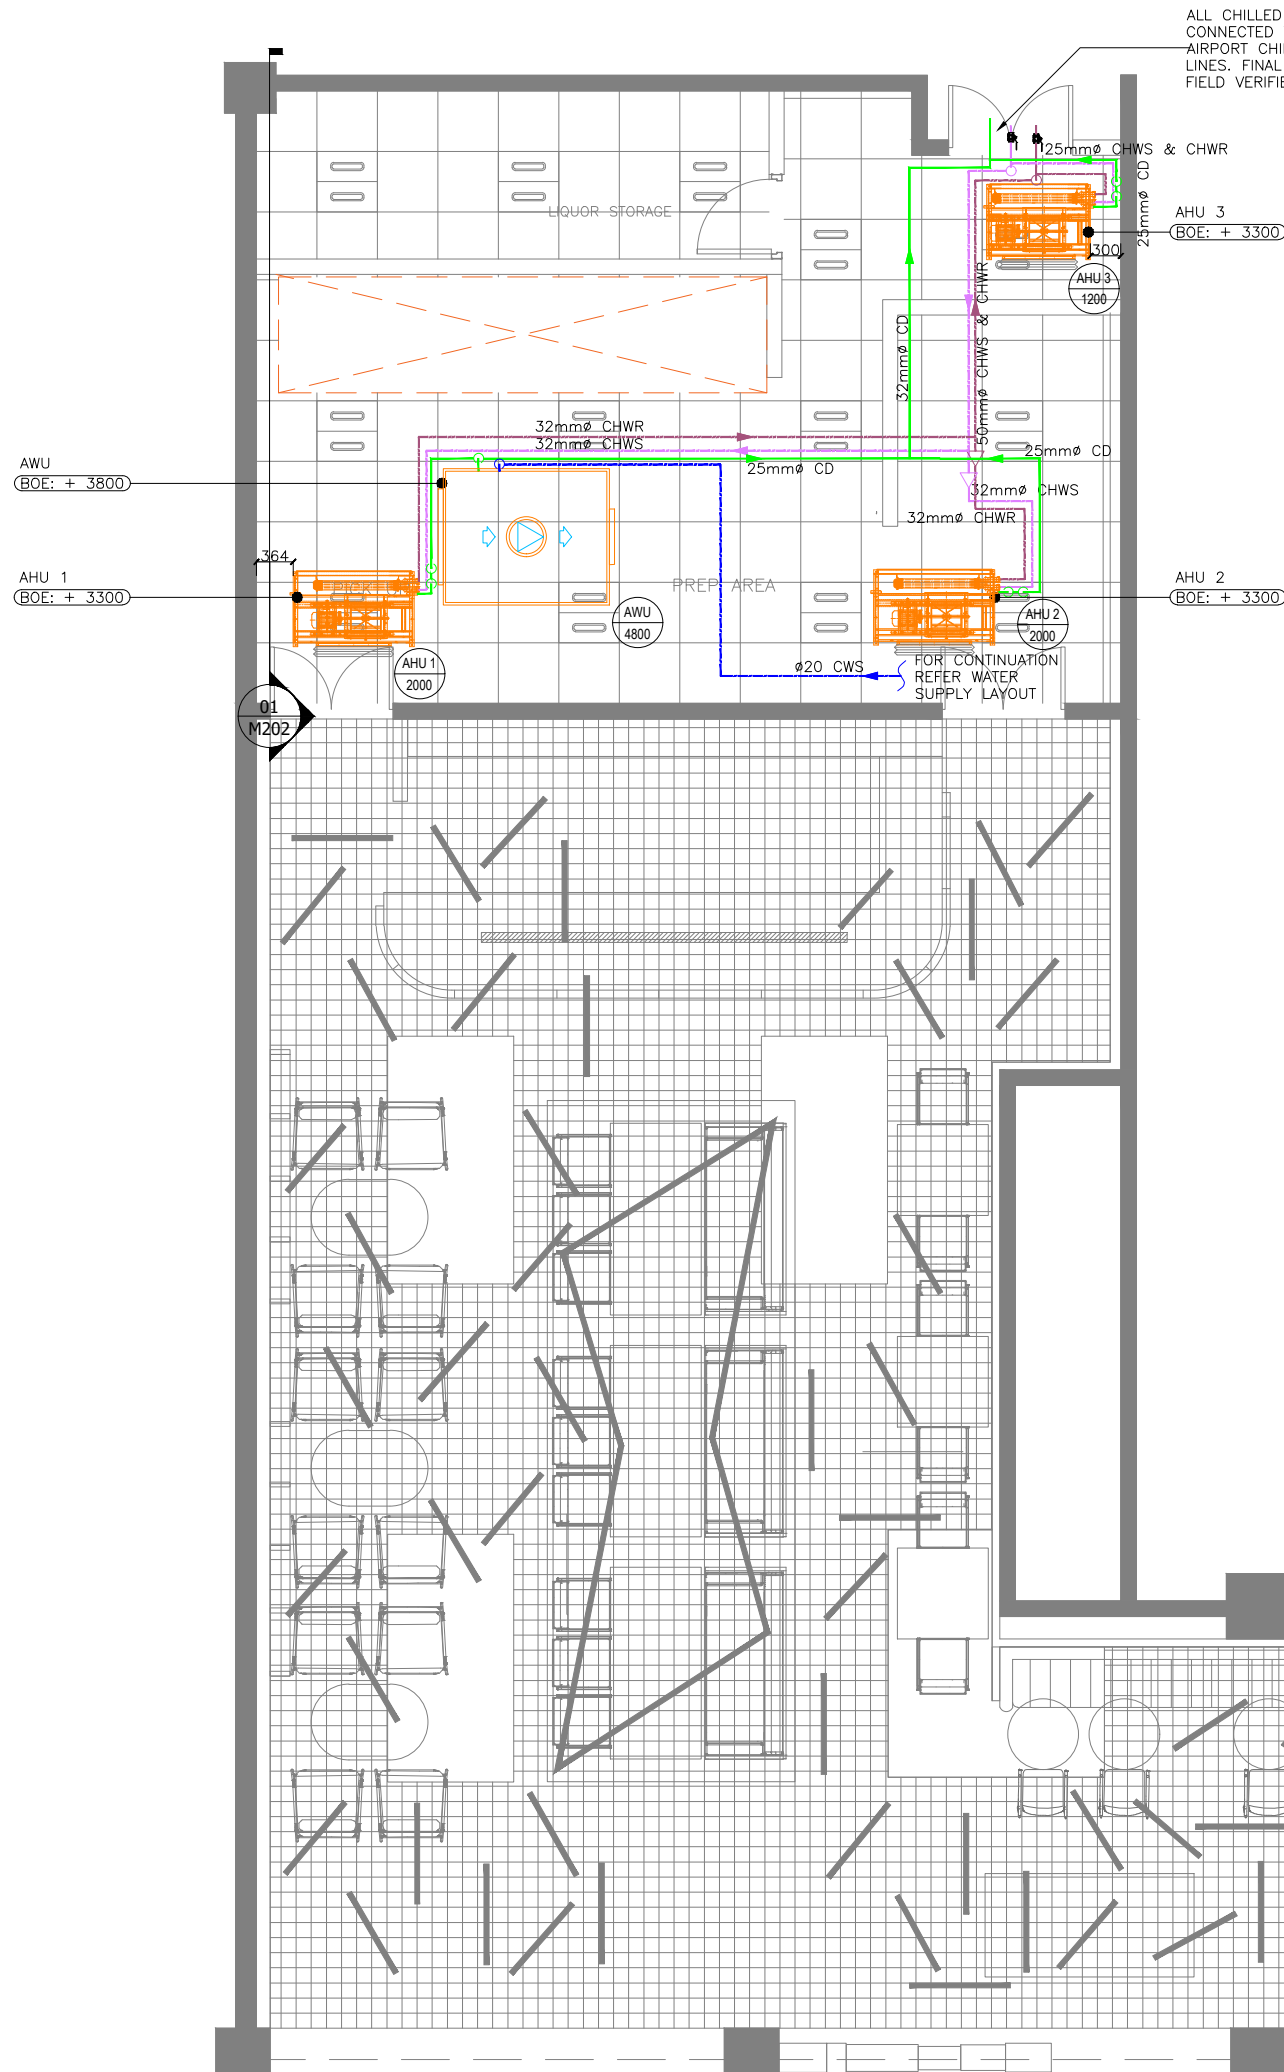 ALL CHILLED
CONNECTED
AIRPORT CHI
LINES. FINAL
FIELD VERIFIE
25mmø CHWS & CHWR
25mmø CD
AHU 3
BOE: + 3300
300
AHU 3
1200
LIQUOR STORAGE
32mmø CD
50mmø CHWS & CHWR
32mmø CHWR
32mmø CHWS
25mmø CD
25mmø CD
AWU
BOE: + 3800
32mmø CHWS
32mmø CHWR
364
AHU 1
BOE: + 3300
PREP AREA
AHU 2
BOE: + 3300
AWU
4800
AHU 2
2000
AHU 1
2000
ø20 CWS
FOR CONTINUATION
REFER WATER
SUPPLY LAYOUT
01
M202